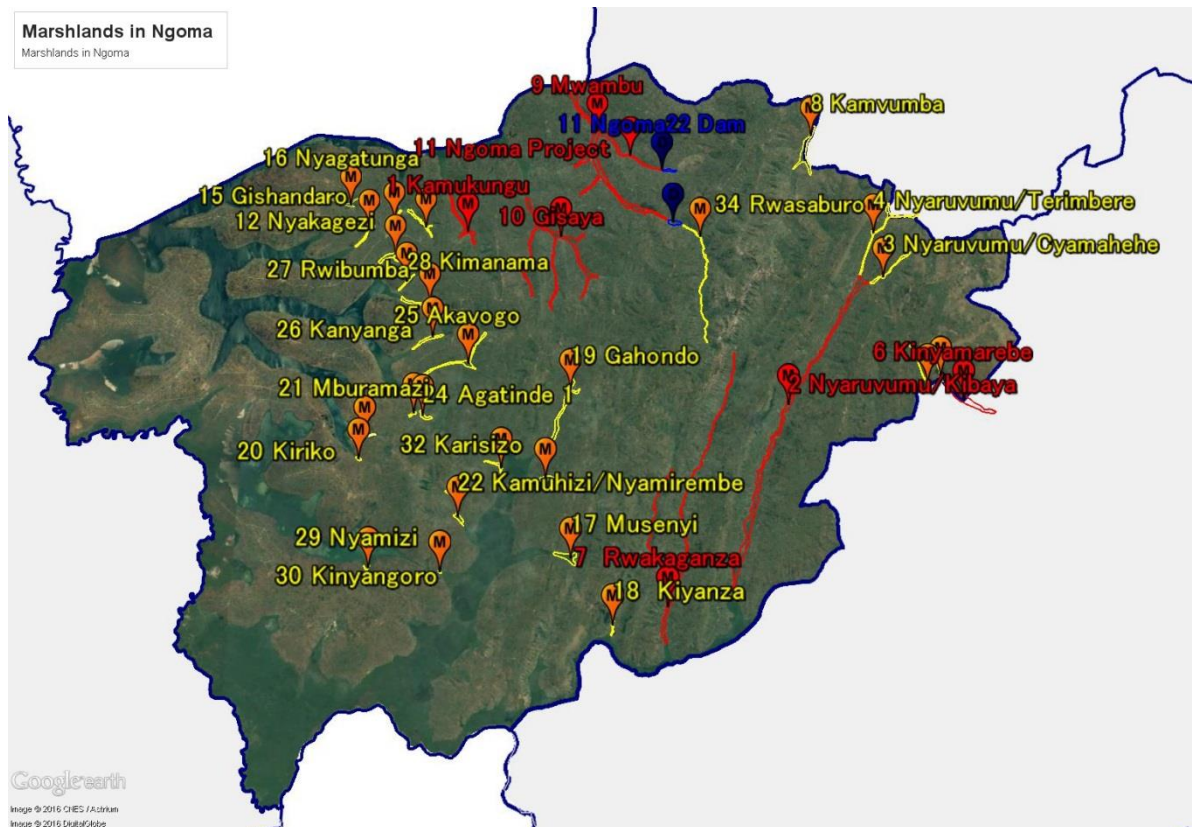 Marshlands in Ngoma
Marshlands in Ngoma
9 Mwambu
8 Kamvumba
11 Ngoma22 Dam
11 Ngoma Project
16 Nyagatunga
1 Kamukungu
15 Gishandaro
12 Nyakagezi
10 Gisaya
34 Rwasaburo
4 Nyaruvumu/Terimbere
3 Nyaruvumu/Cyamahehe
27 Rwibumba
28 Kimanama
25 Akavogo
26 Kanyanga
19 Gahondo
6 Kinyamarebe
2 Nyaruvumu/Kibaya
21 Mburamazi
24 Agatinde 1
20 Kiriko
32 Karisizo
22 Kamuhizi/Nyamirembe
29 Nyamizi
17 Musenyi
30 Kinyangoro
7 Rwakaganza
18 Kiyanza
Google earth
Image © 2016 CNES / Astrium
Image © 2016 DigitalGlobe